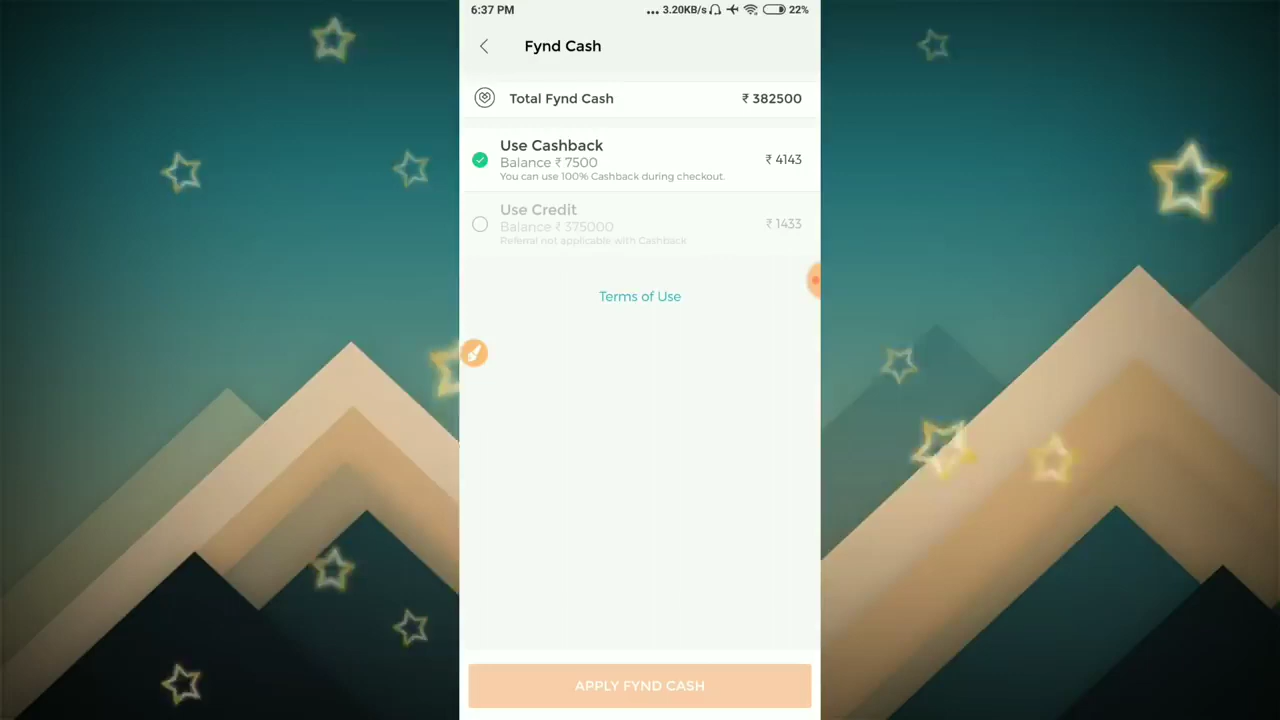 6:37 PM
... 3.20KB/s 22%
Fynd Cash
Total Fynd Cash ₹ 382500
Use Cashback
Balance ₹ 7500 ₹ 4143
You can use 100% Cashback during checkout.
Use Credit
Balance ₹ 375000 ₹ 1433
Referral not applicable with Cashback
Terms of Use
APPLY FYND CASH